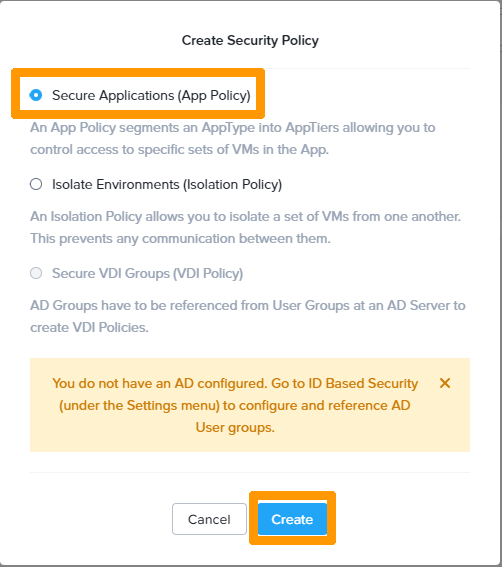 Create Security Policy
Secure Applications (App Policy)
An App Policy segments an AppType into AppTiers allowing you to
control access to specific sets of VMs in the App.
Isolate Environments (Isolation Policy)
An Isolation Policy allows you to isolate a set of VMs from one another.
This prevents any communication between them.
Secure VDI Groups (VDI Policy)
AD Groups have to be referenced from User Groups at an AD Server to
create VDI Policies.
You do not have an AD configured. Go to ID Based Security
(under the Settings menu) to configure and reference AD
User groups.
Cancel Create